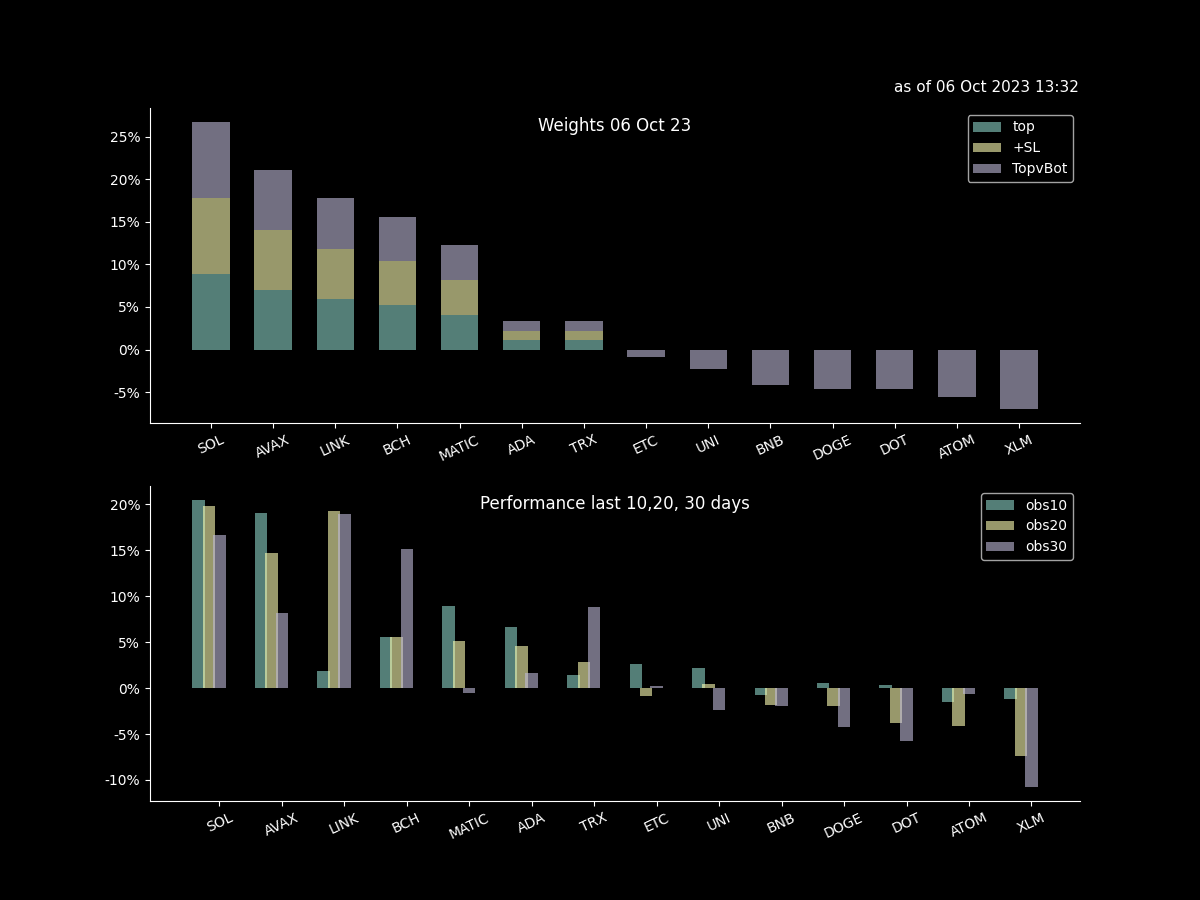 as of 06 Oct 2023 13:32
Weights 06 Oct 23
top
+SL
TopvBot
25%
20%
15%
10%
5%
0%
-5%
SOL AVAX LINK BCH MATIC ADA TRX ETC UNI BNB DOGE DOT ATOM XLM
Performance last 10,20, 30 days
obs10
obs20
obs30
20%
15%
10%
5%
0%
-5%
-10%
SOL AVAX LINK BCH MATIC ADA TRX ETC UNI BNB DOGE DOT ATOM XLM